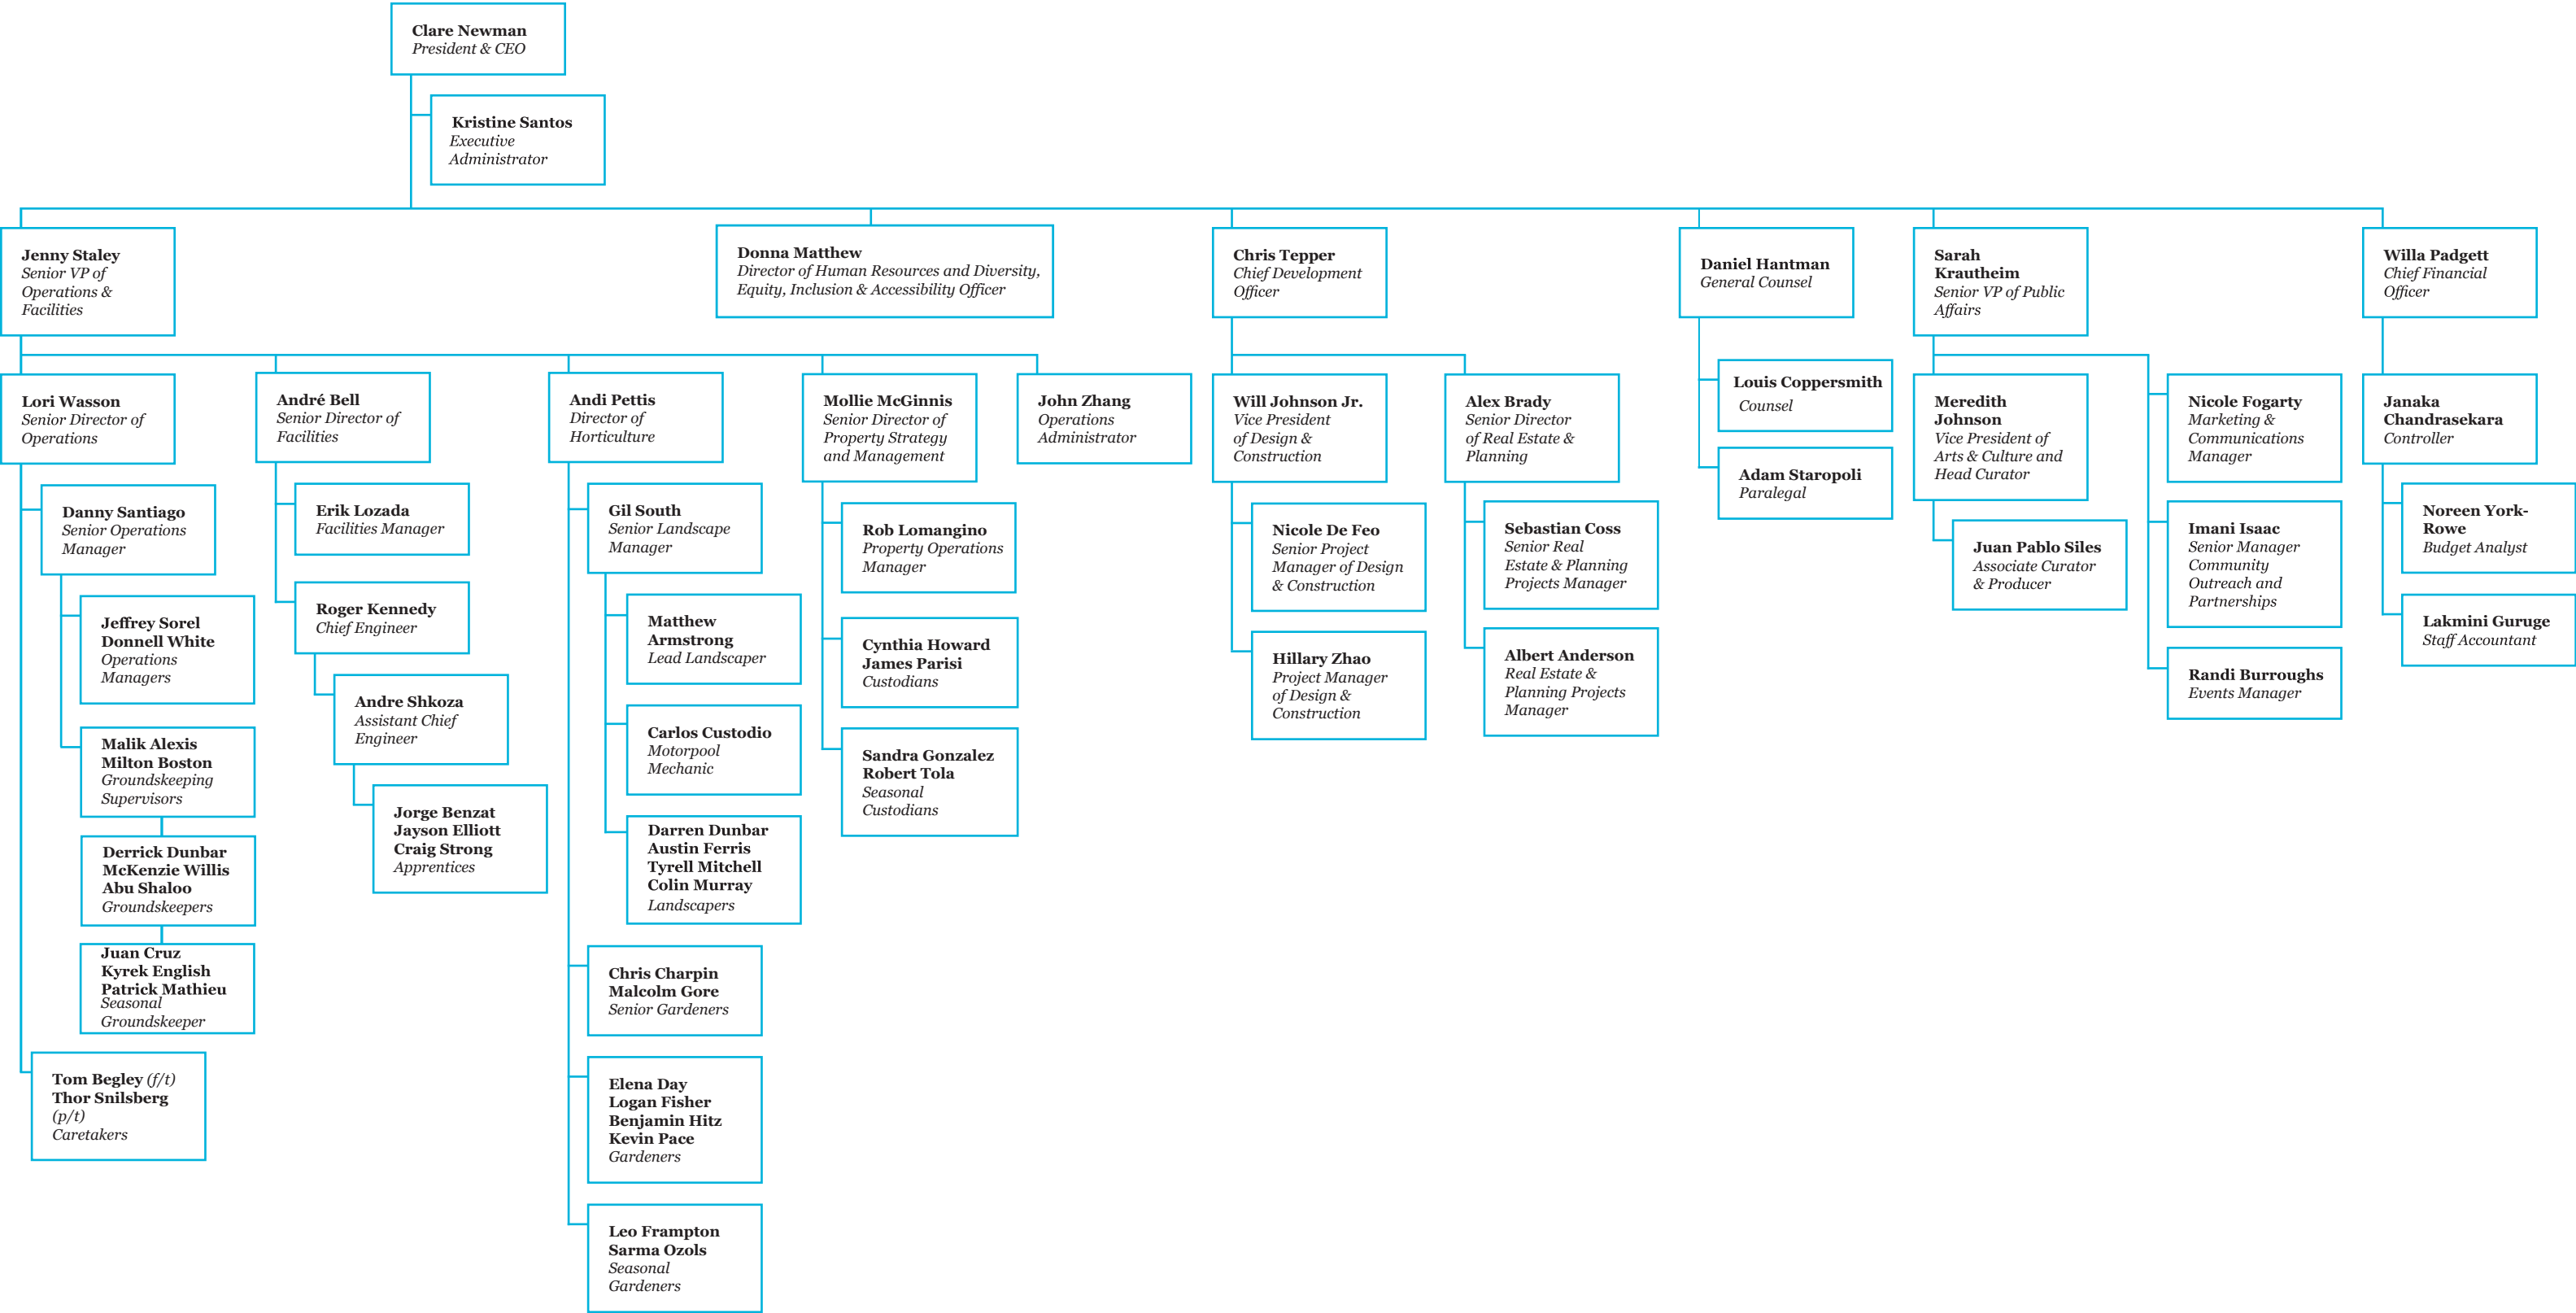 Clare Newman
President & CEO
Kristine Santos
Executive
Administrator
Jenny Staley
Senior VP of
Operations &
Facilities
Donna Matthew
Director of Human Resources and Diversity,
Equity, Inclusion & Accessibility Officer
Chris Tepper
Chief Development
Officer
Daniel Hantman
General Counsel
Sarah
Krautheim
Senior VP of Public
Affairs
Willa Padgett
Chief Financial
Officer
Lori Wasson
Senior Director of
Operations
Danny Santiago
Senior Operations
Manager
Jeffrey Sorel
Donnell White
Operations
Managers
Malik Alexis
Milton Boston
Groundskeeping
Supervisors
Derrick Dunbar
McKenzie Willis
Abu Shaloo
Groundskeepers
Juan Cruz
Kyrek English
Patrick Mathieu
Seasonal
Groundskeeper
Tom Begley (f/t)
Thor Snilsberg
(p/t)
Caretakers
André Bell
Senior Director of
Facilities
Erik Lozada
Facilities Manager
Roger Kennedy
Chief Engineer
Andre Shkoza
Assistant Chief
Engineer
Jorge Benzat
Jayson Elliott
Craig Strong
Apprentices
Andi Pettis
Director of
Horticulture
Gil South
Senior Landscape
Manager
Matthew
Armstrong
Lead Landscaper
Carlos Custodio
Motorpool
Mechanic
Darren Dunbar
Austin Ferris
Tyrell Mitchell
Colin Murray
Landscapers
Chris Charpin
Malcolm Gore
Senior Gardeners
Elena Day
Logan Fisher
Benjamin Hitz
Kevin Pace
Gardeners
Leo Frampton
Sarma Ozols
Seasonal
Gardeners
Mollie McGinnis
Senior Director of
Property Strategy
and Management
Rob Lomangino
Property Operations
Manager
Cynthia Howard
James Parisi
Custodians
Sandra Gonzalez
Robert Tola
Seasonal
Custodians
John Zhang
Operations
Administrator
Will Johnson Jr.
Vice President
of Design &
Construction
Nicole De Feo
Senior Project
Manager of Design
& Construction
Hillary Zhao
Project Manager
of Design &
Construction
Alex Brady
Senior Director
of Real Estate &
Planning
Sebastian Coss
Senior Real
Estate & Planning
Projects Manager
Albert Anderson
Real Estate &
Planning Projects
Manager
Louis Coppersmith
Counsel
Adam Staropoli
Paralegal
Meredith
Johnson
Vice President of
Arts & Culture and
Head Curator
Juan Pablo Siles
Associate Curator
& Producer
Nicole Fogarty
Marketing &
Communications
Manager
Imani Isaac
Senior Manager
Community
Outreach and
Partnerships
Randi Burroughs
Events Manager
Janaka
Chandrasekara
Controller
Noreen York-
Rowe
Budget Analyst
Lakmini Guruge
Staff Accountant